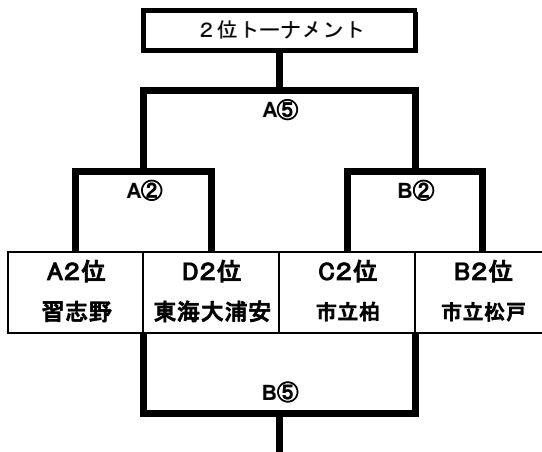 ２位トーナメント
A⑤
A②
B②
A2位
D2位
C2位
B2位
習志野
東海大浦安
市立柏
市立松戸
B⑤